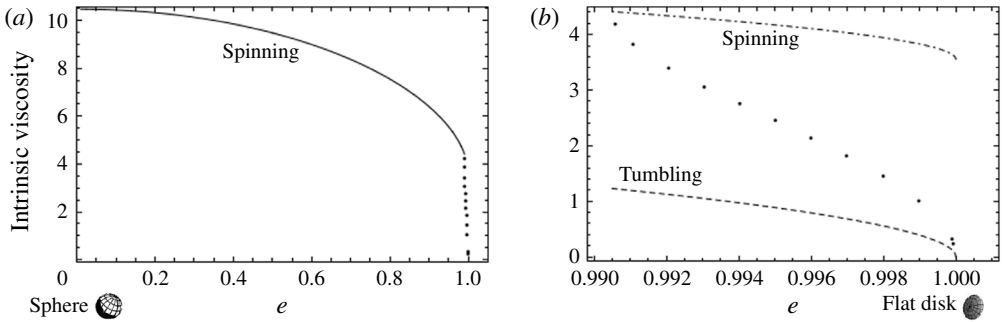 (a)
10
8
6
4
2
0
0.2
0.4
0.6
0.8
1.0
Intrinsic viscosity
Spinning
e
Sphere
(b)
4
3
2
1
0
0.990
0.992
0.994
0.996
0.998
1.000
Spinning
Tumbling
e
Flat disk